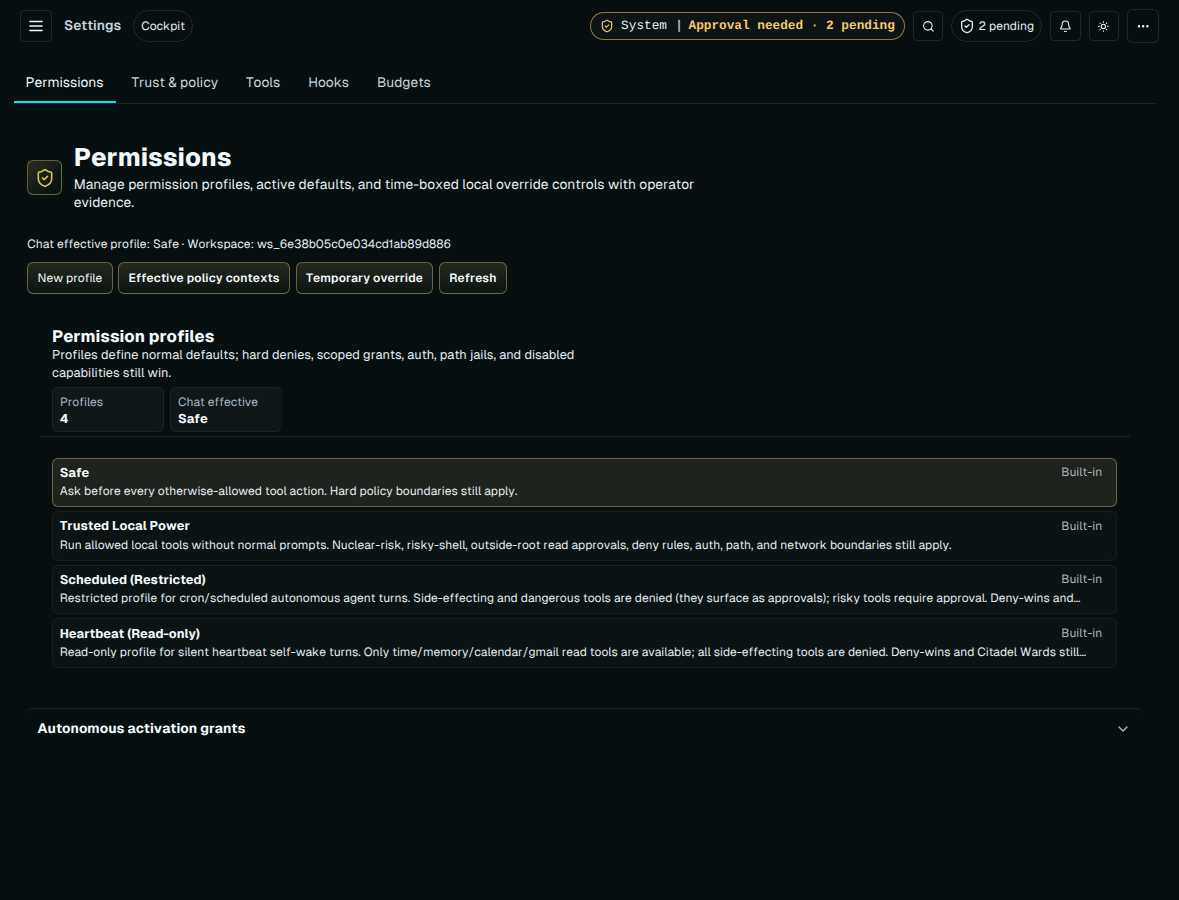 Settings
Cockpit
System | Approval needed · 2 pending
2 pending
Permissions
Trust & policy
Tools
Hooks
Budgets
Permissions
Manage permission profiles, active defaults, and time-boxed local override controls with operator
evidence.
Chat effective profile: Safe · Workspace: ws_6e38b05c0e034cd1ab89d886
New profile
Effective policy contexts
Temporary override
Refresh
Permission profiles
Profiles define normal defaults; hard denies, scoped grants, auth, path jails, and disabled
capabilities still win.
Profiles
4
Chat effective
Safe
Safe
Built-in
Ask before every otherwise-allowed tool action. Hard policy boundaries still apply.
Trusted Local Power
Built-in
Run allowed local tools without normal prompts. Nuclear-risk, risky-shell, outside-root read approvals, deny rules, auth, path, and network boundaries still apply.
Scheduled (Restricted)
Built-in
Restricted profile for cron/scheduled autonomous agent turns. Side-effecting and dangerous tools are denied (they surface as approvals); risky tools require approval. Deny-wins and…
Heartbeat (Read-only)
Built-in
Read-only profile for silent heartbeat self-wake turns. Only time/memory/calendar/gmail read tools are available; all side-effecting tools are denied. Deny-wins and Citadel Wards still…
Autonomous activation grants